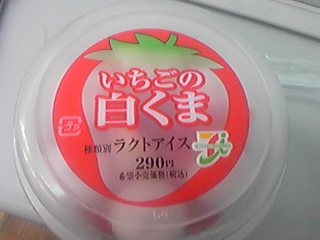 いちごの
白くま
種類別 ラクトアイス
290円
希望小売価格(税込)